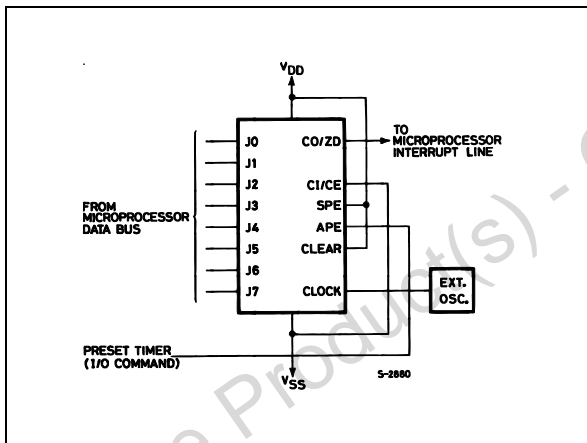 VDD
J0
J1
J2
J3
J4
J5
J6
J7
CO/ZD
CI/CE
SPE
APE
CLEAR
CLOCK
TO
MICROPROCESSOR
INTERRUPT LINE
FROM
MICROPROCESSOR
DATA BUS
EXT.
OSC.
PRESET TIMER
(I/O COMMAND)
VSS
S-2880
Product(s) -